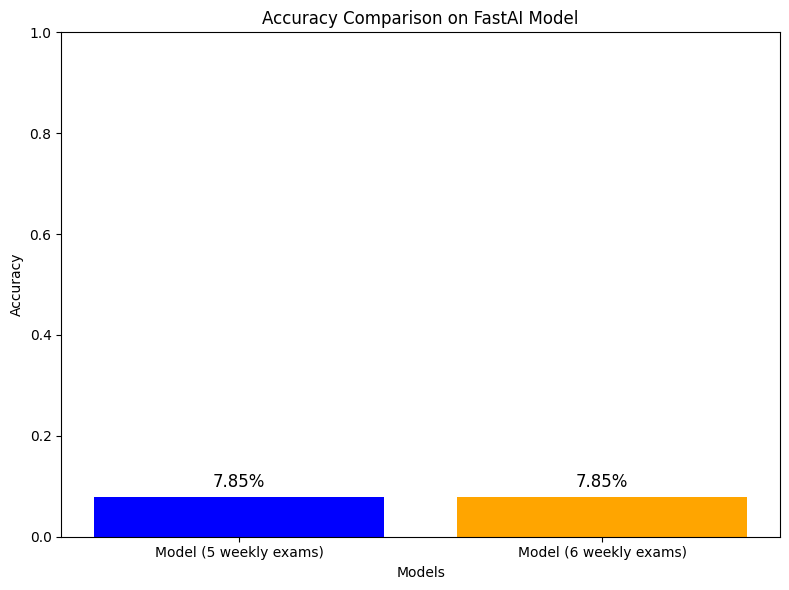 Accuracy Comparison on FastAI Model
1.0
0.8
0.6
0.4
0.2
0.0
Accuracy
7.85%
7.85%
Model (5 weekly exams)
Model (6 weekly exams)
Models